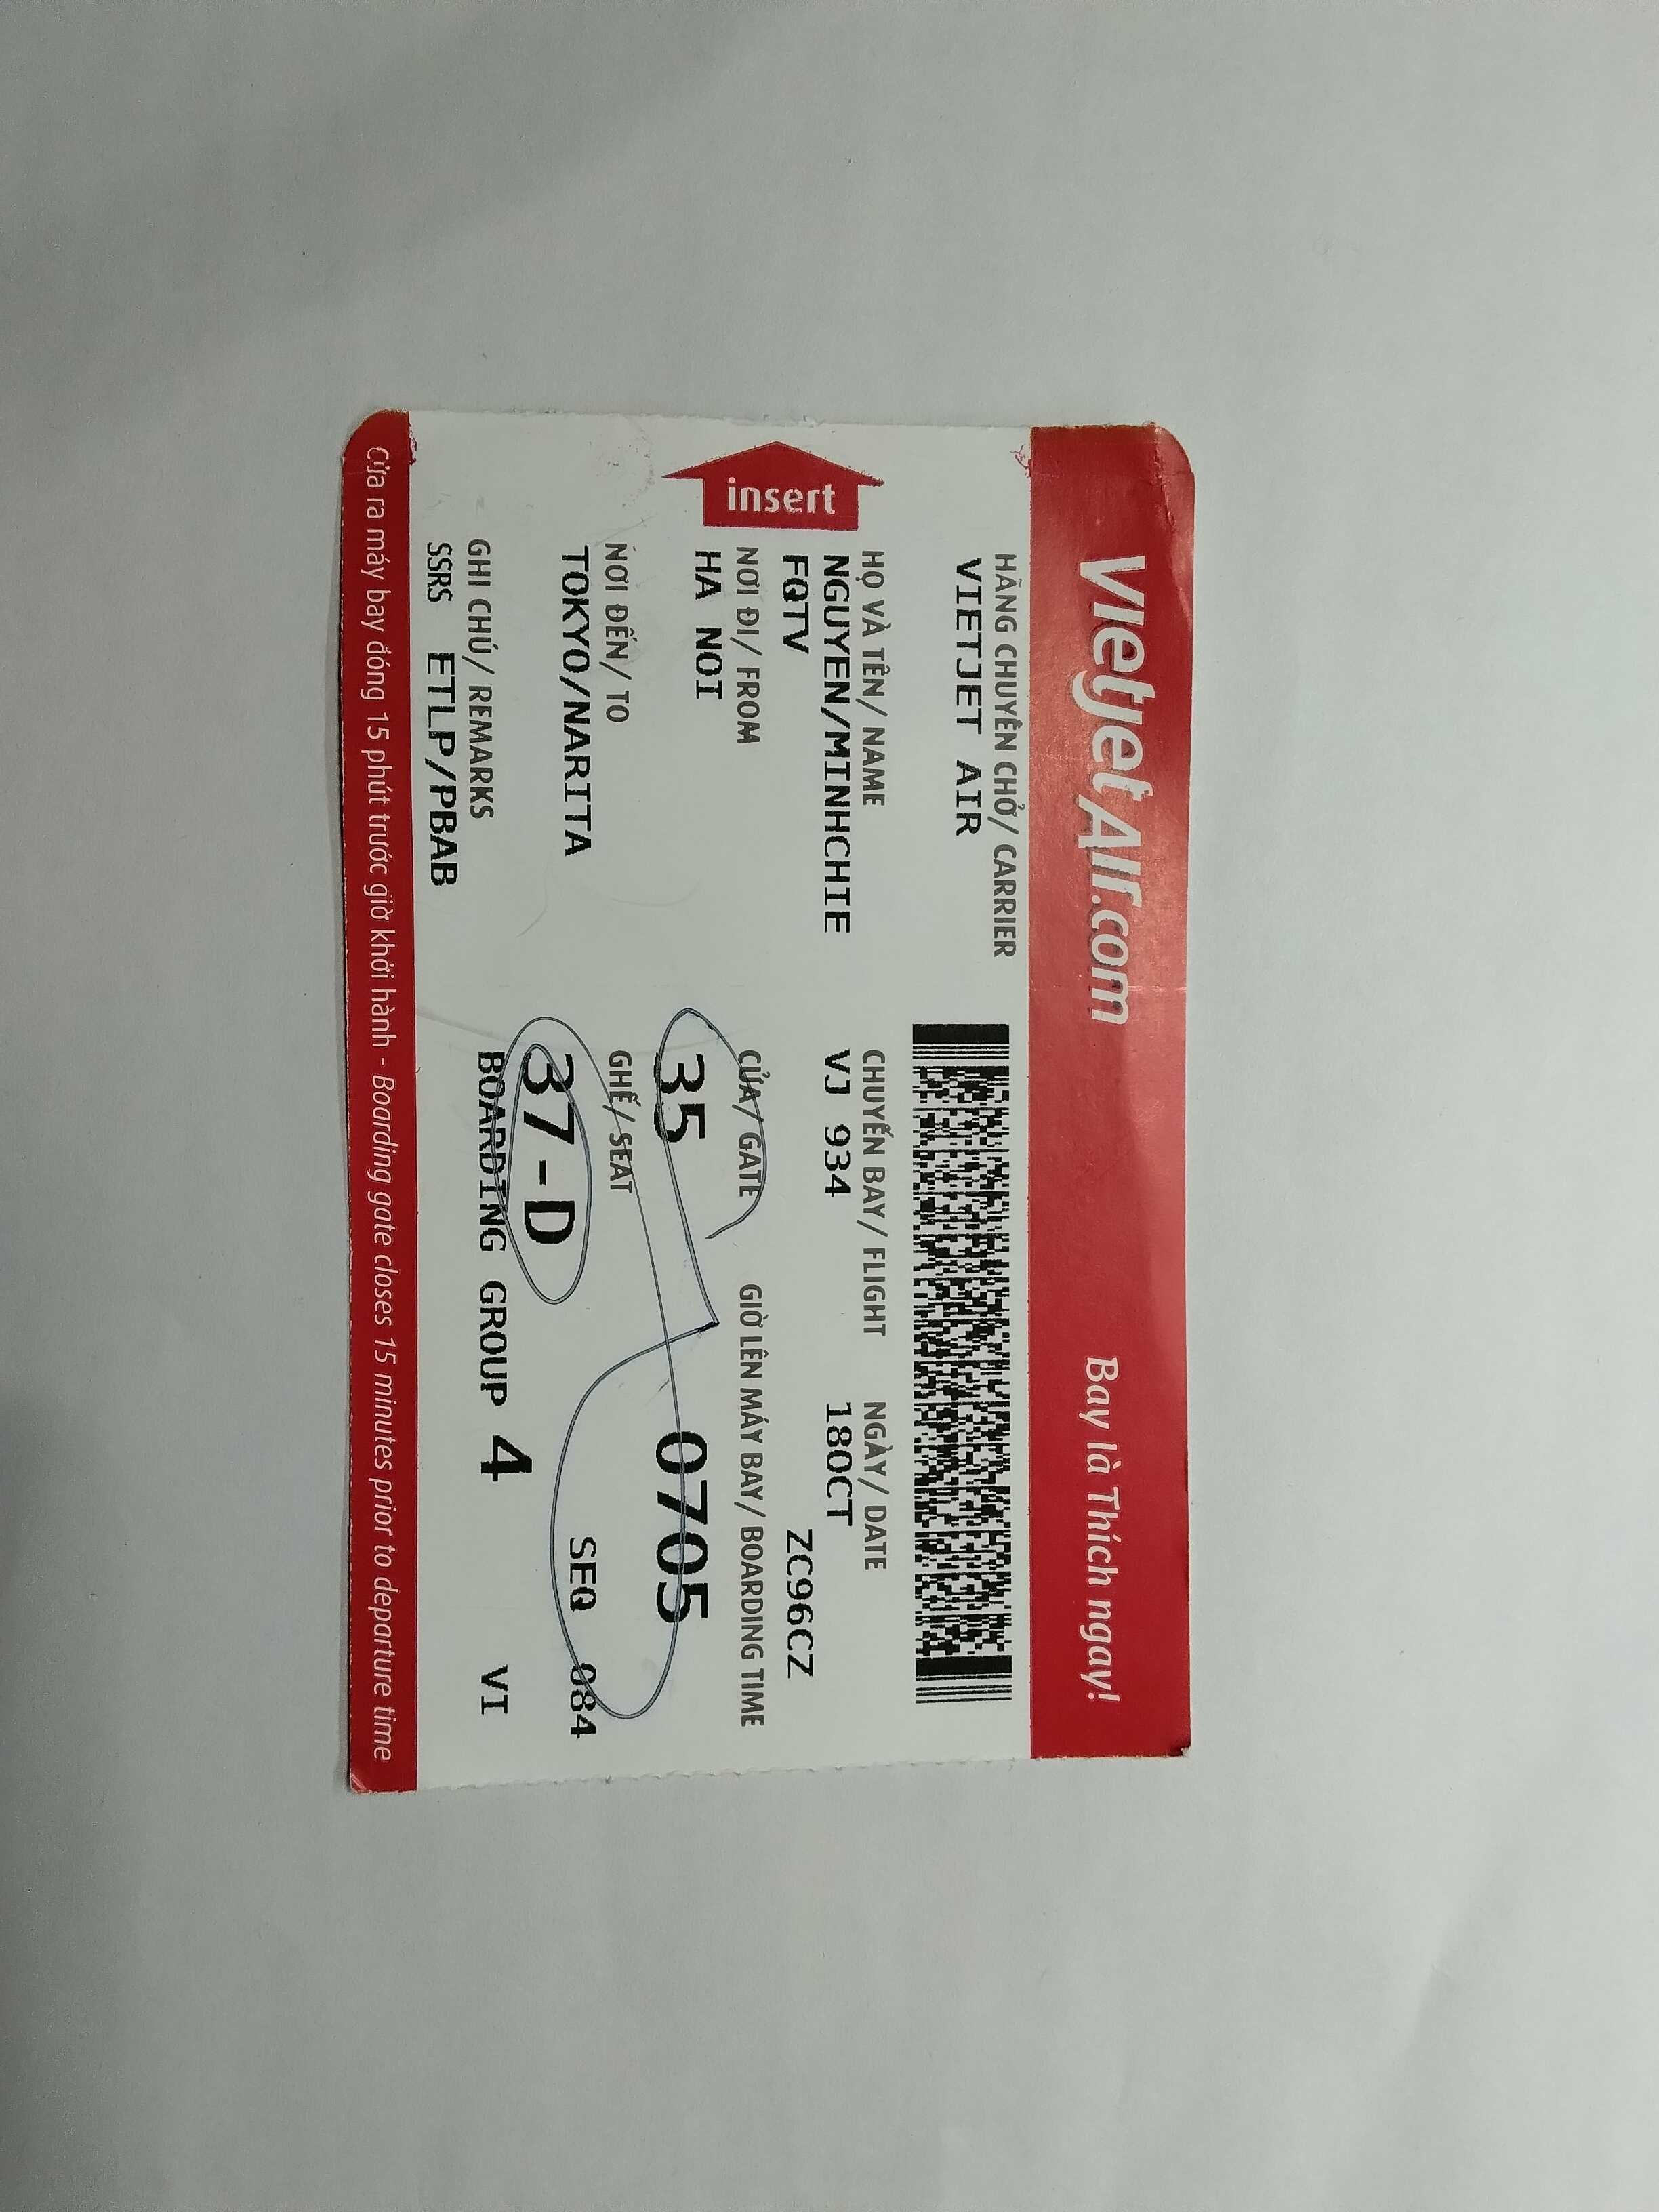 Vietjet Air.com Bay là Thích ngay!
HÃNG CHUYÊN CHỞ/ CARRIER
VIETJET AIR
HỌ VÀ TÊN/ NAME CHUYẾN BAY/ FLIGHT NGÀY/ DATE
NGUYEN/MINHCHIE VJ 934 18OCT
FQTV ZC96CZ
insert
NƠI ĐI/ FROM CỬA/ GATE GIỜ LÊN MÁY BAY/ BOARDING TIME
HA NOI 35 0705
NƠI ĐẾN/ TO GHẾ/ SEAT
TOKYO/NARITA 37-D SEQ 084
GHI CHÚ/ REMARKS BOARDING GROUP 4 VI
SSRS ETLP/PBAB
Cửa ra máy bay đóng 15 phút trước giờ khởi hành - Boarding gate closes 15 minutes prior to departure time